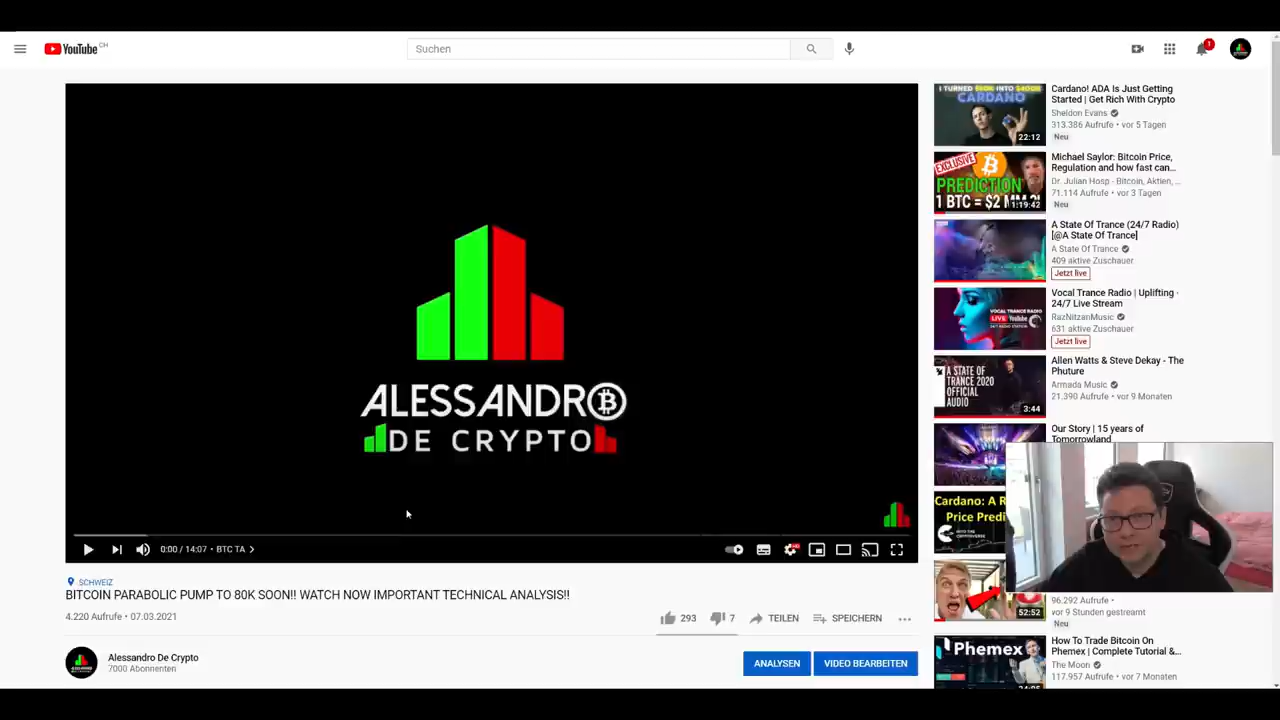 YouTube CH
Suchen
1
ALESSANDRO
DE CRYPTO
0:00 / 14:07 • BTC TA
SCHWEIZ
BITCOIN PARABOLIC PUMP TO 80K SOON!! WATCH NOW IMPORTANT TECHNICAL ANALYSIS!!
4.220 Aufrufe • 07.03.2021
293
7
TEILEN
SPEICHERN
Alessandro De Crypto
7000 Abonnenten
ANALYSEN
VIDEO BEARBEITEN
CARDANO
22:12
Cardano! ADA Is Just Getting
Started | Get Rich With Crypto
Sheldon Evans
313.386 Aufrufe • vor 5 Tagen
Neu
EXCLUSIVE
PREDICTION
1 BTC = $2 MM
1:19:42
Michael Saylor: Bitcoin Price,
Regulation and how fast can...
Dr. Julian Hosp - Bitcoin, Aktien, ...
71.114 Aufrufe • vor 3 Tagen
Neu
A State Of Trance (24/7 Radio)
[@A State Of Trance]
A State Of Trance
409 aktive Zuschauer
Jetzt live
VOCAL TRANCE RADIO
LIVE YouTube
Vocal Trance Radio | Uplifting ·
24/7 Live Stream
RazNitzanMusic
631 aktive Zuschauer
Jetzt live
A STATE OF
TRANCE 2020
OFFICIAL
AUDIO
3:44
Allen Watts & Steve Dekay - The
Phuture
Armada Music
21.390 Aufrufe • vor 9 Monaten
Our Story | 15 years of
Tomorrowland
Cardano: A R
Price Predi
52:52
96.292 Aufrufe •
vor 9 Stunden gestreamt
Neu
Phemex
How To Trade Bitcoin On
Phemex | Complete Tutorial &...
The Moon
117.957 Aufrufe • vor 7 Monaten